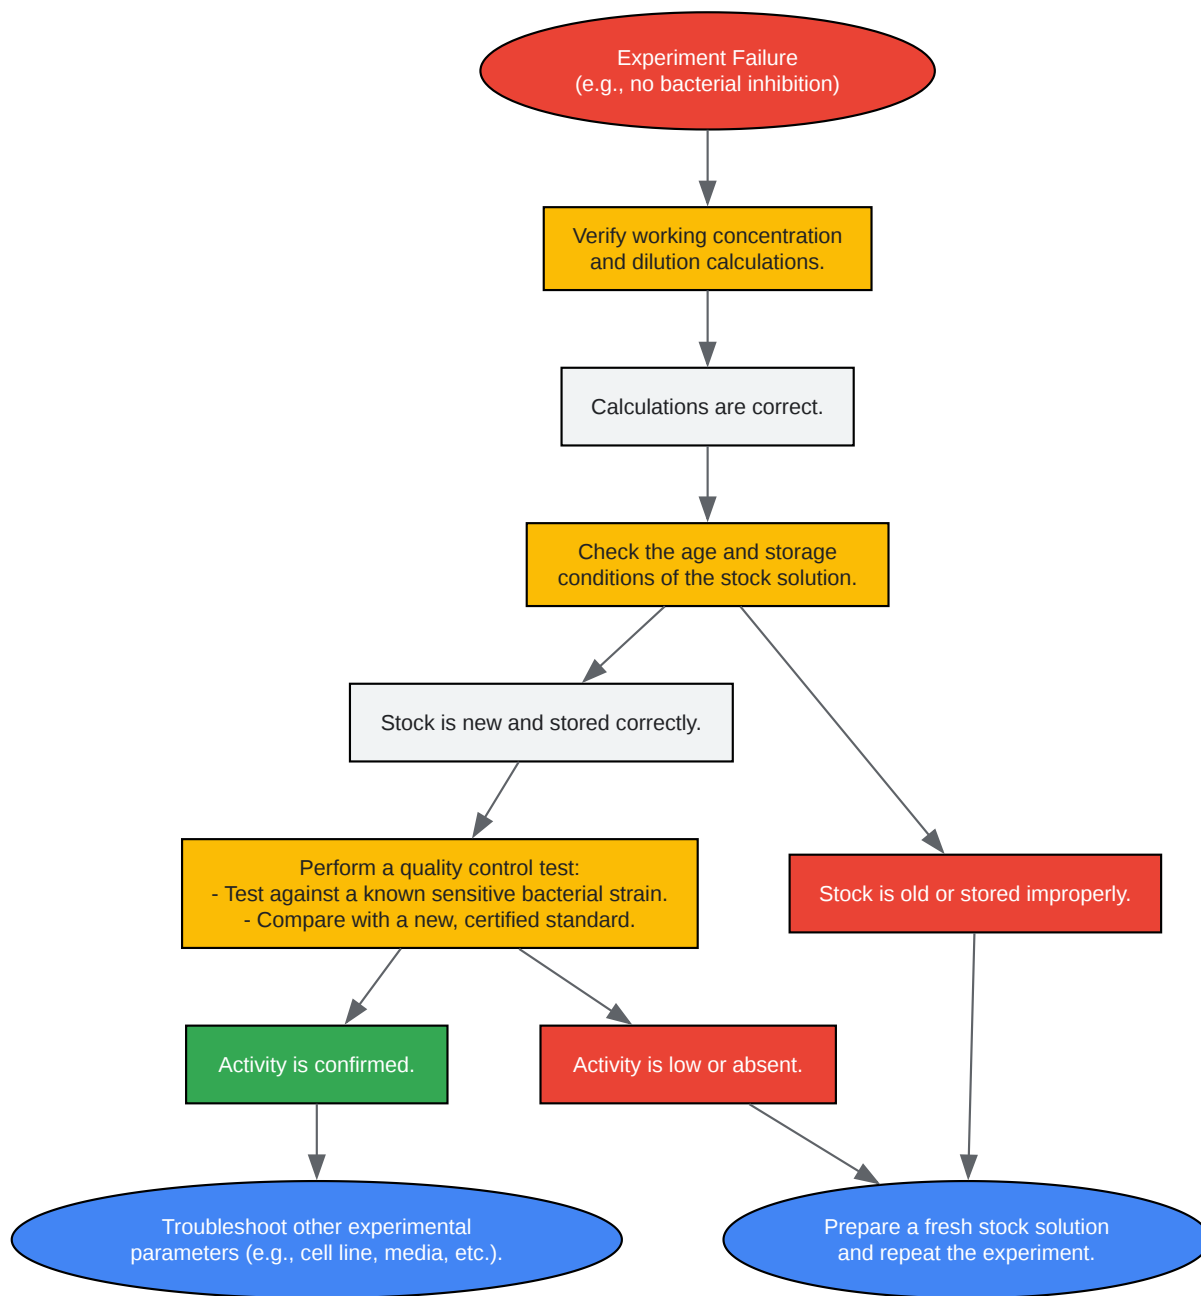 Experiment Failure
(e.g., no bacterial inhibition)
Verify working concentration
and dilution calculations.
Calculations are correct.
Check the age and storage
conditions of the stock solution.
Stock is new and stored correctly.
Perform a quality control test:
- Test against a known sensitive bacterial strain.
- Compare with a new, certified standard.
Stock is old or stored improperly.
Activity is confirmed.
Activity is low or absent.
Troubleshoot other experimental
parameters (e.g., cell line, media, etc.).
Prepare a fresh stock solution
and repeat the experiment.